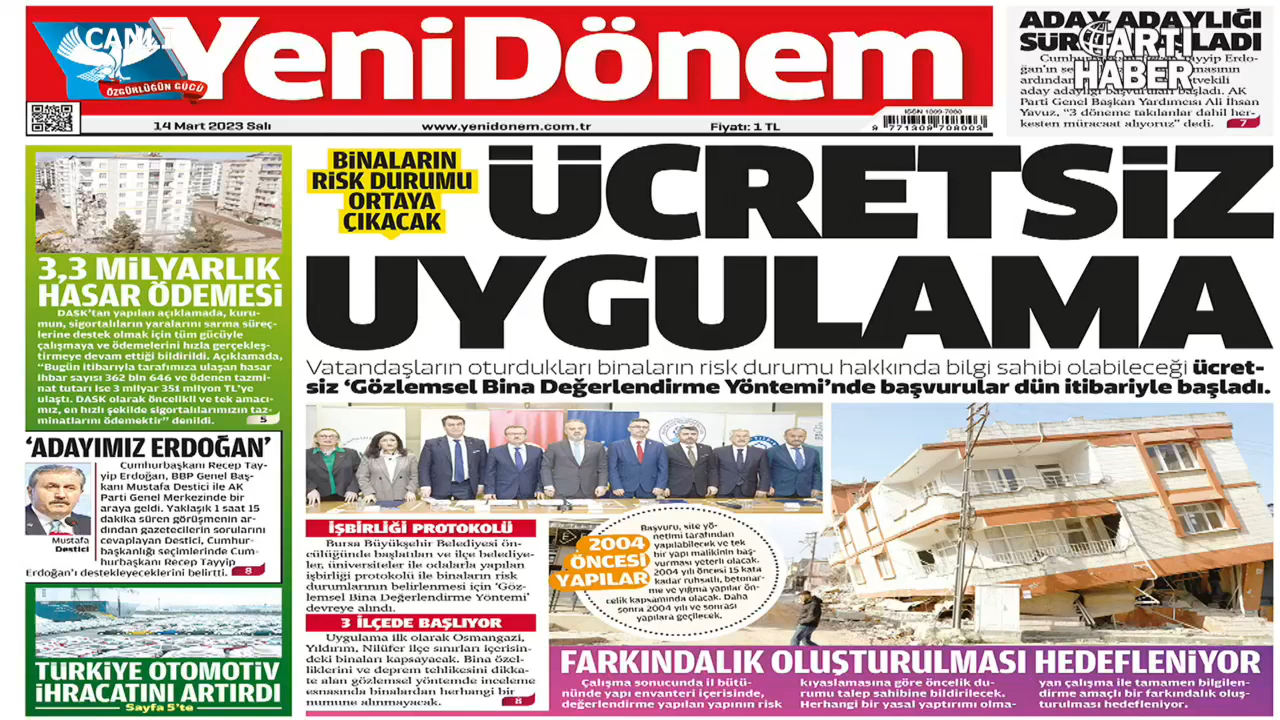 CANLI
YeniDönem
ÖZGÜRLÜĞÜN GÜCÜ
14 Mart 2023 Salı
www.yenidonem.com.tr
Fiyatı: 1 TL
ISSN 1009-7080
9 771309 708003
ADAY ADAYLIĞI
ARTI
HABER
ardından
aday adaylığı başvuruları başladı. AK
Parti Genel Başkan Yardımcısı Ali İhsan
Yavuz, “3 döneme takılanlar dahil her-
kesten müracaat alıyoruz” dedi.
7
BİNALARIN
RİSK DURUMU
ORTAYA
ÇIKACAK
ÜCRETSİZ
UYGULAMA
Vatandaşların oturdukları binaların risk durumu hakkında bilgi sahibi olabileceği ücret-
siz ‘Gözlemsel Bina Değerlendirme Yöntemi’nde başvurular dün itibariyle başladı.
3,3 MİLYARLIK
HASAR ÖDEMESİ
DASK’tan yapılan açıklamada, kuru-
mun, sigortalıların yaralarını sarma süreç-
lerine destek olmak için tüm gücüyle
çalışmaya ve ödemelerini hızla gerçekleş-
tirmeye devam ettiği bildirildi. Açıklamada,
“Bugün itibarıyla tarafımıza ulaşan hasar
ihbar sayısı 362 bin 646 ve ödenen tazmi-
nat tutarı ise 3 milyar 351 milyon TL’ye
ulaştı. DASK olarak öncelikli ve tek amacı-
mız, en hızlı şekilde sigortalılarımızın taz-
minatlarını ödemektir” denildi.
5
‘ADAYIMIZ ERDOĞAN’
Cumhurbaşkanı Recep Tay-
yip Erdoğan, BBP Genel Baş-
kanı Mustafa Destici ile AK
Parti Genel Merkezinde bir
araya geldi. Yaklaşık 1 saat 15
dakika süren görüşmenin ar-
dından gazetecilerin sorularını
cevaplayan Destici, Cumhur-
başkanlığı seçimlerinde Cum-
hurbaşkanı Recep Tayyip
Erdoğan’ı destekleyeceklerini belirtti.
8
Mustafa
Destici
TÜRKİYE OTOMOTİV
İHRACATINI ARTIRDI
Sayfa 5’te
İŞBİRLİĞİ PROTOKOLÜ
Bursa Büyükşehir Belediyesi ön-
cülüğünde başlatılan ve ilçe belediye-
ler, üniversiteler ile odalarla yapılan
işbirliği protokolü ile binaların risk
durumlarının belirlenmesi için ‘Göz-
lemsel Bina Değerlendirme Yöntemi’
devreye alındı.
3 İLÇEDE BAŞLIYOR
Uygulama ilk olarak Osmangazi,
Yıldırım, Nilüfer ilçe sınırları içerisin-
deki binaları kapsayacak. Bina özel-
liklerini ve deprem tehlikesini dikka-
te alan gözlemsel yöntemde inceleme
esnasında binalardan herhangi bir
numune alınmayacak.
8
2004
ÖNCESİ
YAPILAR
Başvuru, site yö-
netimi tarafından
yapılabilecek ve tek
bir yapı malikinin baş-
vurması yeterli olacak.
2004 yılı öncesi 15 kata
kadar ruhsatlı, betonar-
me ve yığma yapılar ön-
celik kapsamında olacak. Daha
sonra 2004 yılı ve sonrası
yapılara geçilecek.
FARKINDALIK OLUŞTURULMASI HEDEFLENİYOR
Çalışma sonucunda il bütü-
nünde yapı envanteri içerisinde,
değerlendirme yapılan yapının risk
kıyaslamasına göre öncelik du-
rumu talep sahibine bildirilecek.
Herhangi bir yasal yaptırımı olma-
yan çalışma ile tamamen bilgilen-
dirme amaçlı bir farkındalık oluş-
turulması hedefleniyor.